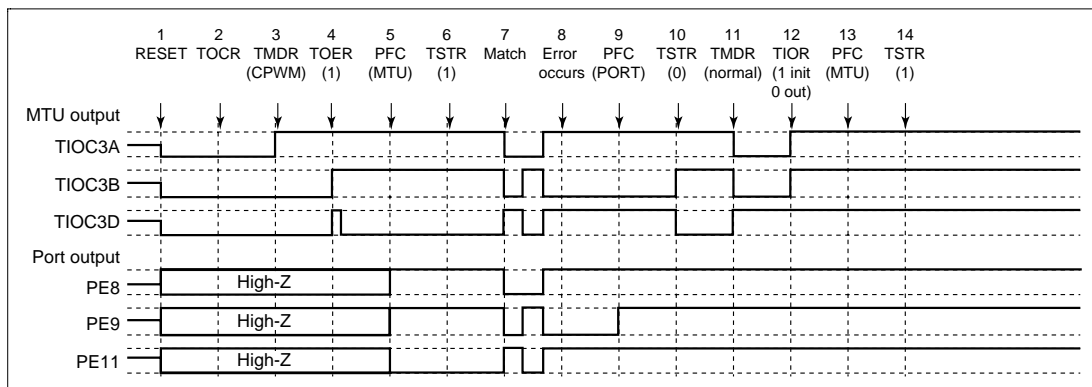 1 2 3 4 5 6 7 8 9 10 11 12 13 14
RESET TOCR TMDR TOER PFC TSTR Match Error PFC TSTR TMDR TIOR PFC TSTR
(CPWM) (1) (MTU) (1) occurs (PORT) (0) (normal) (1 init (MTU) (1)
0 out)
MTU output
TIOC3A
TIOC3B
TIOC3D
Port output
PE8 High-Z
PE9 High-Z
PE11 High-Z